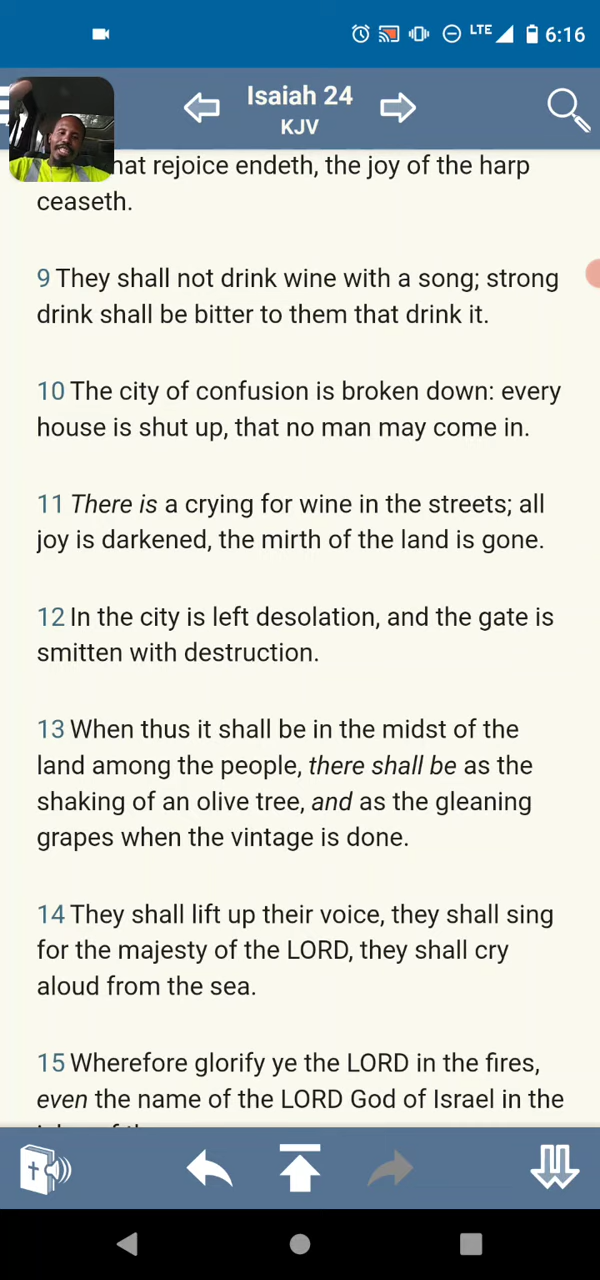 LTE 6:16
Isaiah 24
KJV
hat rejoice endeth, the joy of the harp
ceaseth.
9 They shall not drink wine with a song; strong
drink shall be bitter to them that drink it.
10 The city of confusion is broken down: every
house is shut up, that no man may come in.
11 There is a crying for wine in the streets; all
joy is darkened, the mirth of the land is gone.
12 In the city is left desolation, and the gate is
smitten with destruction.
13 When thus it shall be in the midst of the
land among the people, there shall be as the
shaking of an olive tree, and as the gleaning
grapes when the vintage is done.
14 They shall lift up their voice, they shall sing
for the majesty of the LORD, they shall cry
aloud from the sea.
15 Wherefore glorify ye the LORD in the fires,
even the name of the LORD God of Israel in the